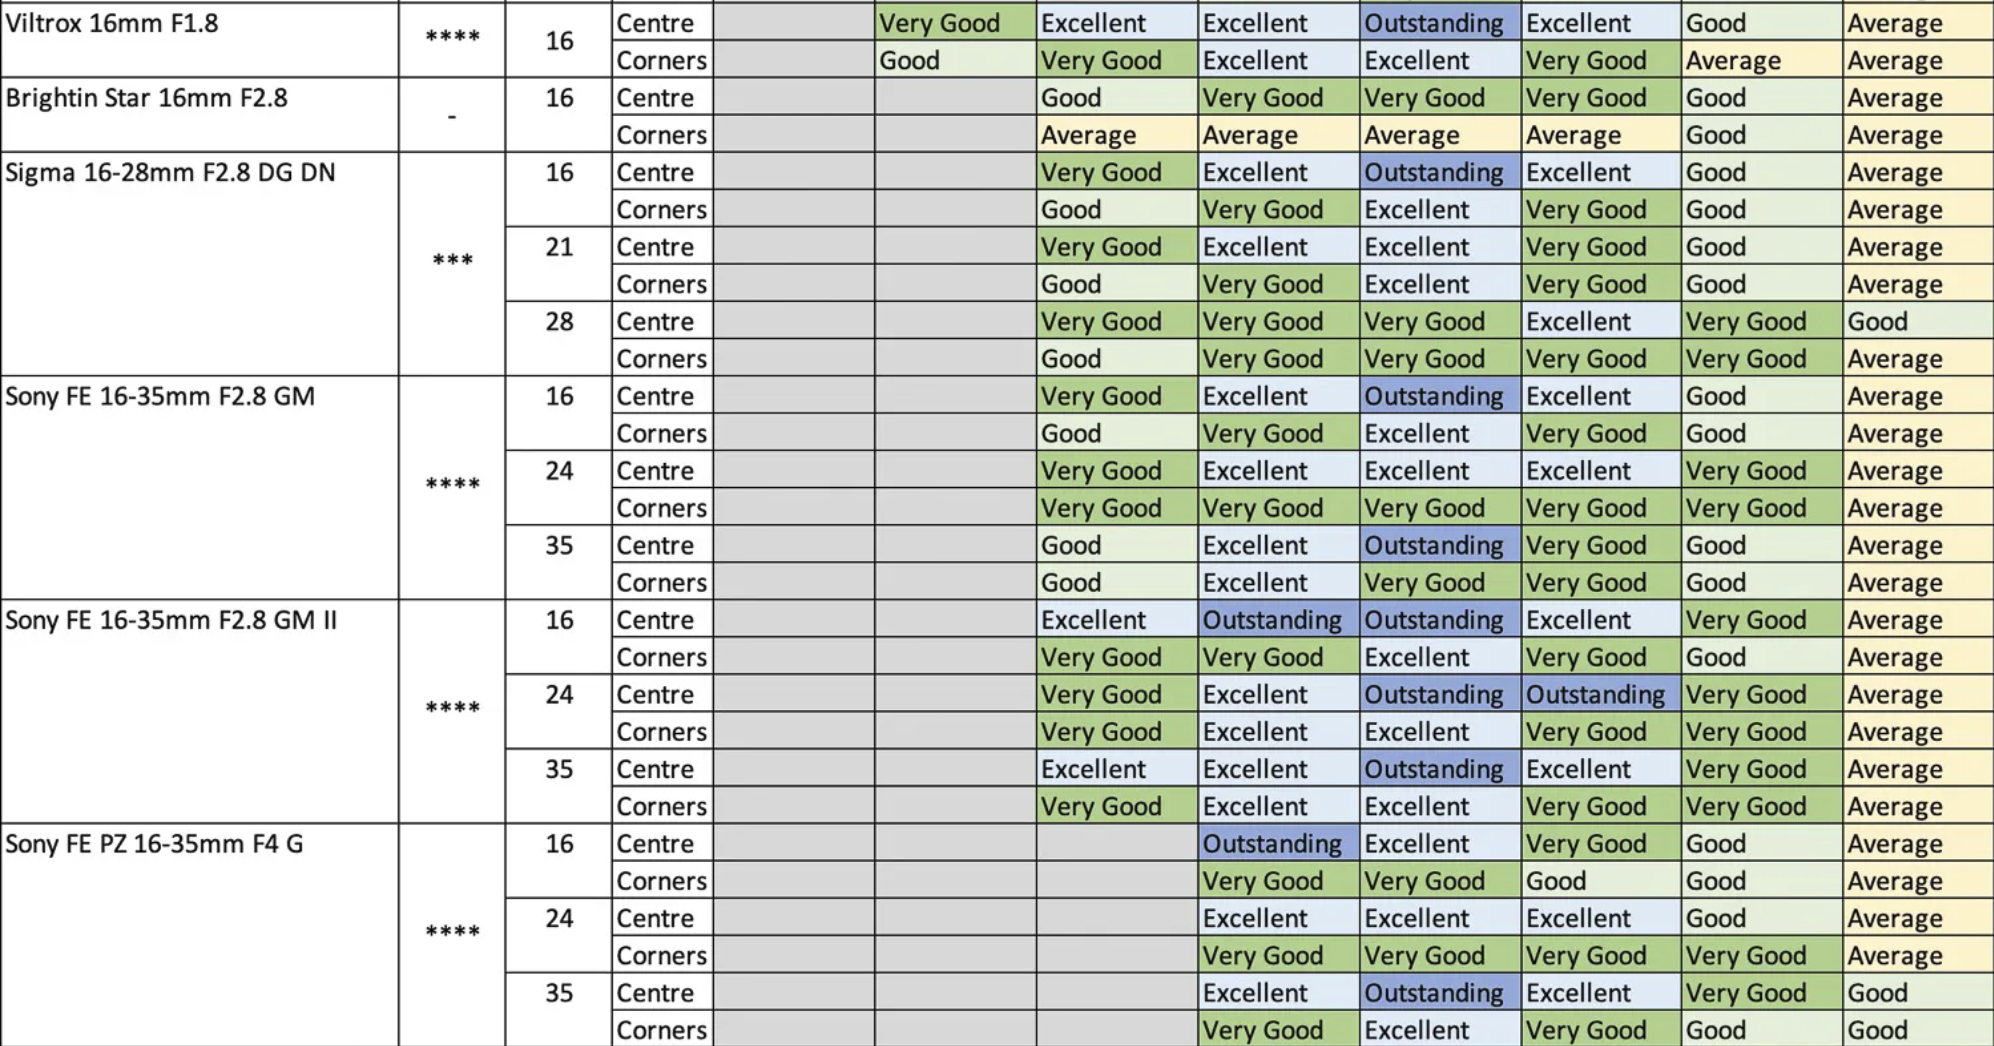 Viltrox 16mm F1.8 **** 16 Centre Very Good Excellent Excellent Outstanding Excellent Good Average
Corners Good Very Good Excellent Excellent Very Good Average Average
Brightin Star 16mm F2.8 - 16 Centre Good Very Good Very Good Very Good Good Average
Corners Average Average Average Average Good Average
Sigma 16-28mm F2.8 DG DN *** 16 Centre Very Good Excellent Outstanding Excellent Good Average
Corners Good Very Good Excellent Very Good Good Average
21 Centre Very Good Excellent Excellent Very Good Good Average
Corners Good Very Good Excellent Very Good Good Average
28 Centre Very Good Very Good Very Good Excellent Very Good Good
Corners Good Very Good Very Good Very Good Very Good Average
Sony FE 16-35mm F2.8 GM **** 16 Centre Very Good Excellent Outstanding Excellent Good Average
Corners Good Very Good Excellent Very Good Good Average
24 Centre Very Good Excellent Excellent Excellent Very Good Average
Corners Very Good Very Good Very Good Very Good Very Good Average
35 Centre Good Excellent Outstanding Very Good Good Average
Corners Good Excellent Very Good Very Good Good Average
Sony FE 16-35mm F2.8 GM II **** 16 Centre Excellent Outstanding Outstanding Excellent Very Good Average
Corners Very Good Very Good Excellent Very Good Good Average
24 Centre Very Good Excellent Outstanding Outstanding Very Good Average
Corners Very Good Excellent Excellent Very Good Very Good Average
35 Centre Excellent Excellent Outstanding Excellent Very Good Average
Corners Very Good Excellent Excellent Very Good Very Good Average
Sony FE PZ 16-35mm F4 G **** 16 Centre Outstanding Excellent Very Good Good Average
Corners Very Good Very Good Good Good Average
24 Centre Excellent Excellent Excellent Good Average
Corners Very Good Very Good Very Good Very Good Average
35 Centre Excellent Outstanding Excellent Very Good Good
Corners Very Good Excellent Very Good Good Good